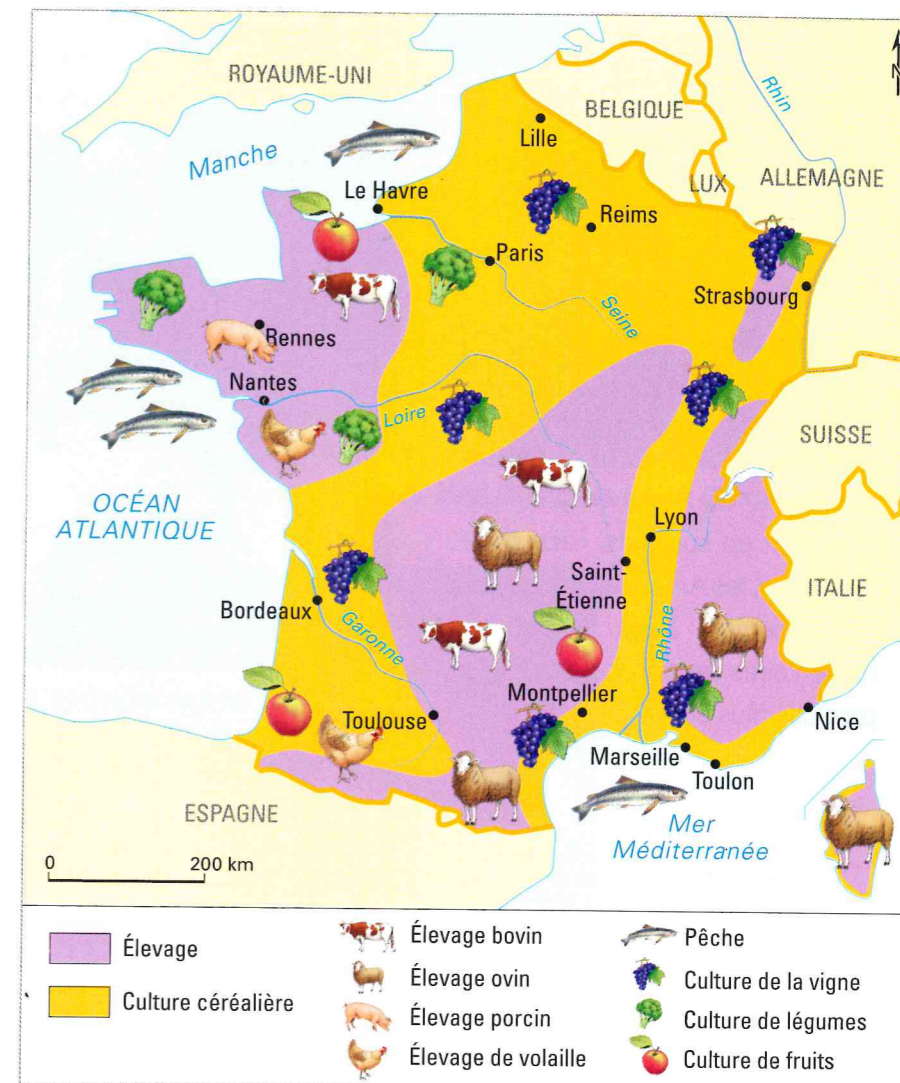 ROYAUME-UNI
BELGIQUE
Rhin
Lille
Manche
LUX
ALLEMAGNE
N
Le Havre
Reims
Paris
Strasbourg
Seine
Rennes
Nantes
Loire
SUISSE
OCÉAN
ATLANTIQUE
Lyon
Saint-
Étienne
ITALIE
Bordeaux
Garonne
Rhône
Montpellier
Toulouse
Nice
Marseille
Toulon
ESPAGNE
Mer
Méditerranée
0 200 km
Élevage
Culture céréalière
Élevage bovin
Élevage ovin
Élevage porcin
Élevage de volaille
Pêche
Culture de la vigne
Culture de légumes
Culture de fruits